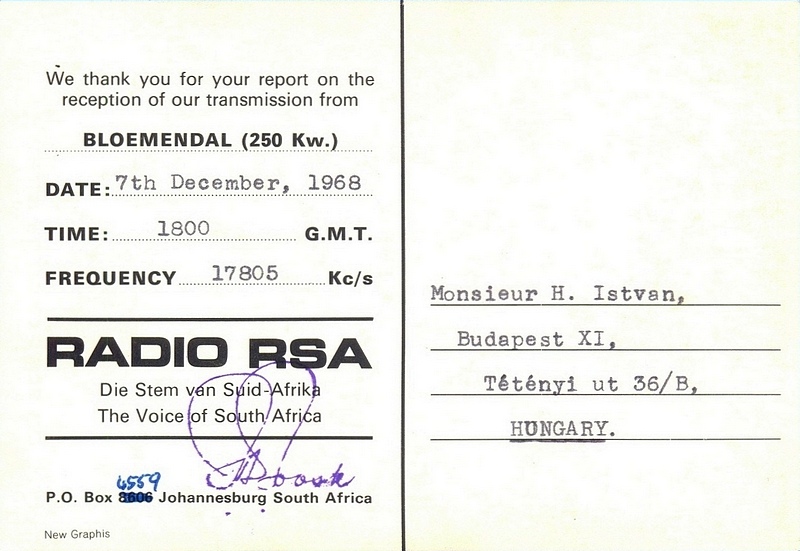 We thank you for your report on the
reception of our transmission from
BLOEMENDAL (250 Kw.)
DATE: 7th December, 1968
TIME: 1800 G.M.T.
FREQUENCY 17805 Kc/s
RADIO RSA
Die Stem van Suid-Afrika
The Voice of South Africa
4559
P.O. Box 8606 Johannesburg South Africa
New Graphis
Monsieur H. Istvan,
Budapest XI,
Tétényi ut 36/B,
HUNGARY.